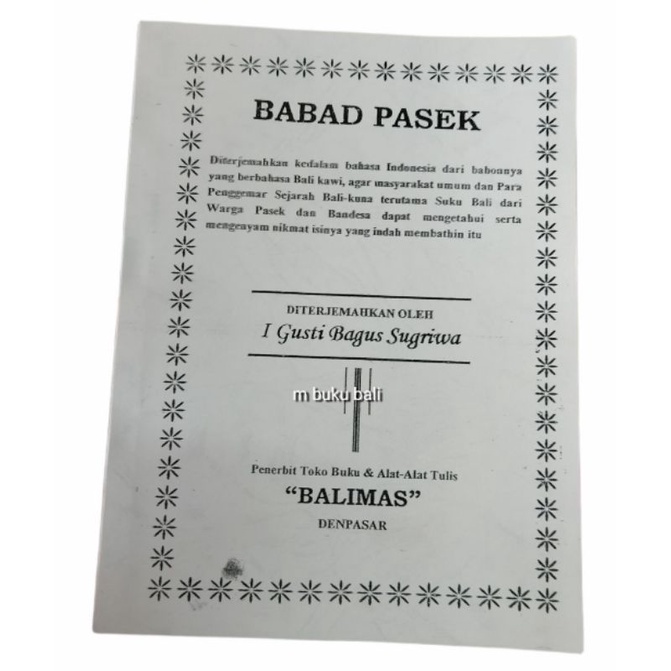 BABAD PASEK
Diterjemahkan kedalam bahasa Indonesia dari babonnya
yang berbahasa Bali kawi, agar masyarakat umum dan Para
Penggemar Sejarah Bali-kuna terutama Suku Bali dari
Warga Pasek dan Bandesa dapat mengetahui serta
mengenyam nikmat isinya yang indah membathin itu
DITERJEMAHKAN OLEH
I Gusti Bagus Sugriwa
m buku bali
Penerbit Toko Buku & Alat-Alat Tulis
“BALIMAS”
DENPASAR